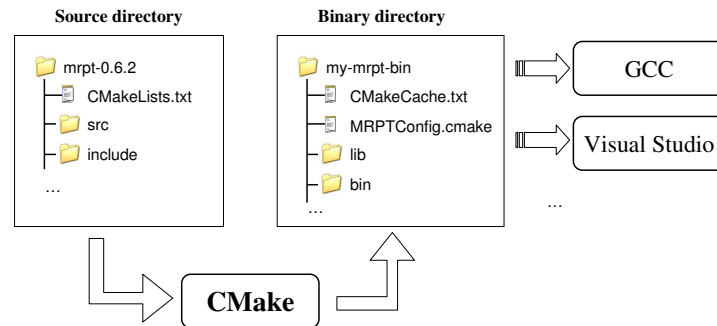 Source directory
Binary directory
mrpt-0.6.2
CMakeLists.txt
src
include
...
my-mrpt-bin
CMakeCache.txt
MRPTConfig.cmake
lib
bin
...
GCC
Visual Studio
...
CMake